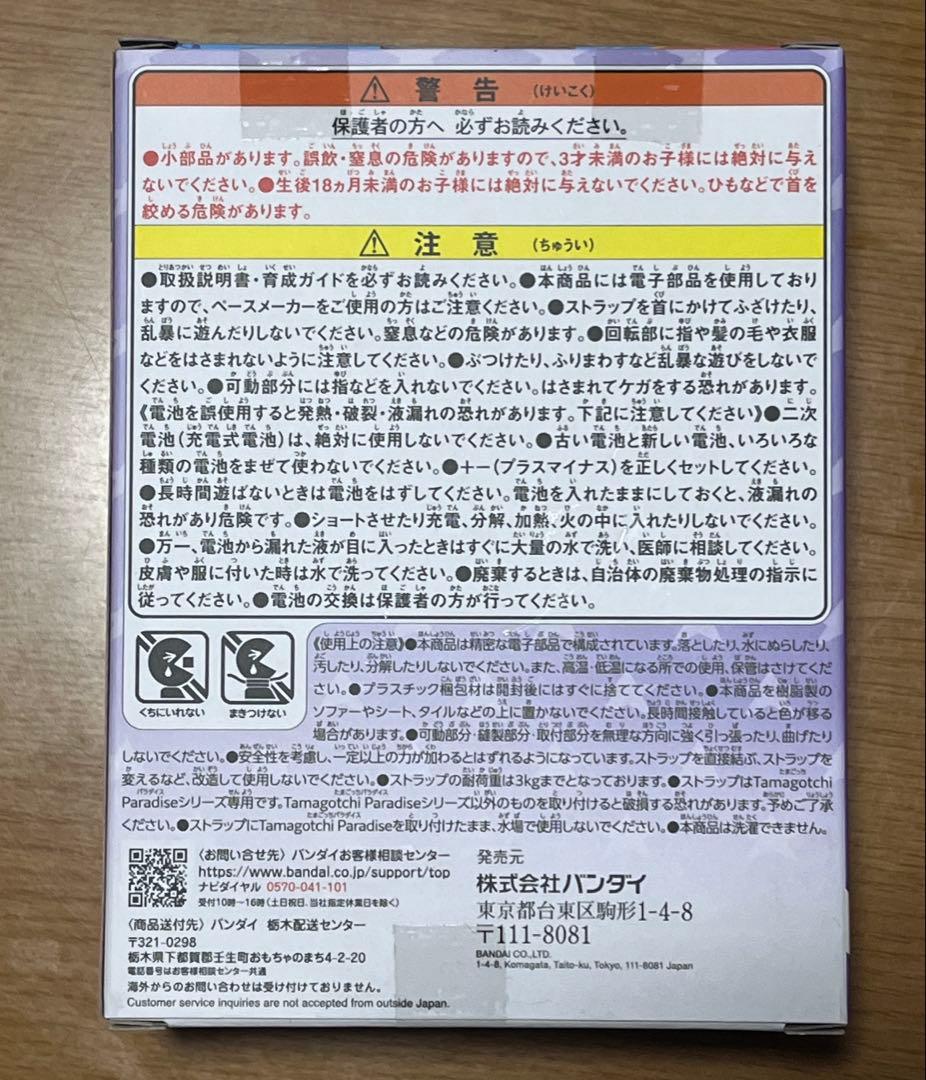 ⚠ 警告 (けいこく)
保護者の方へ 必ずお読みください。
●小部品があります。誤飲・窒息の危険がありますので、3才未満のお子様には絶対に与え
ないでください。●生後18ヵ月未満のお子様には絶対に与えないでください。ひもなどで首を
絞める危険があります。
⚠ 注意 (ちゅうい)
●取扱説明書・育成ガイドを必ずお読みください。●本商品には電子部品を使用しており
ますので、ペースメーカーをご使用の方はご注意ください。●ストラップを首にかけてふざけたり、
乱暴に遊んだりしないでください。窒息などの危険があります。●回転部に指や髪の毛や衣服
などをはさまれないように注意してください。●ぶつけたり、ふりまわすなど乱暴な遊びをしないで
ください。●可動部分には指などを入れないでください。はさまれてケガをする恐れがあります。
《電池を誤使用すると発熱・破裂・液漏れの恐れがあります。下記に注意してください》●二次
電池(充電式電池)は、絶対に使用しないでください。●古い電池と新しい電池、いろいろな
種類の電池をまぜて使わないでください。●+−(プラスマイナス)を正しくセットしてください。
●長時間遊ばないときは電池をはずしてください。電池を入れたままにしておくと、液漏れの
恐れがあり危険です。●ショートさせたり充電、分解、加熱、火の中に入れたりしないでください。
●万一、電池から漏れた液が目に入ったときはすぐに大量の水で洗い、医師に相談してください。
皮膚や服に付いた時は水で洗ってください。●廃棄するときは、自治体の廃棄物処理の指示に
従ってください。●電池の交換は保護者の方が行ってください。
くちにいれない
まきつけない
《使用上の注意》●本商品は精密な電子部品で構成されています。落としたり、水にぬらしたり、
汚したり、分解したりしないでください。また、高温・低温になる所での使用、保管はさけてくだ
さい。●プラスチック梱包材は開封後にはすぐに捨ててください。●本商品を樹脂製の
ソファーやシート、タイルなどの上に置かないでください。長時間接触していると色が移る
場合があります。●可動部分・縫製部分・取付部分を無理な方向に強く引っ張ったり、曲げたり
しないでください。●安全性を考慮し、一定以上の力が加わるとはずれるようになっています。ストラップを直接結ぶ、ストラップを
変えるなど、改造して使用しないでください。●ストラップの耐荷重は3kgまでとなっております。●ストラップはTamagotchi
Paradiseシリーズ専用です。Tamagotchi Paradiseシリーズ以外のものを取り付けると破損する恐れがあります。予めご了承
ください。●ストラップにTamagotchi Paradiseを取り付けたまま、水場で使用しないでください。●本商品は洗濯できません。
〈お問い合せ先〉バンダイお客様相談センター
https://www.bandai.co.jp/support/top
ナビダイヤル 0570-041-101
受付10時〜16時(土日祝日、当社指定休業日を除く)
〈商品送付先〉バンダイ 栃木配送センター
〒321-0298
栃木県下都賀郡壬生町おもちゃのまち4-2-20
電話番号はお客様相談センター共通
海外からのお問い合わせは受け付けておりません。
Customer service inquiries are not accepted from outside Japan.
発売元
株式会社バンダイ
東京都台東区駒形1-4-8
〒111-8081
BANDAI CO.,LTD.
1-4-8, Komagata, Taito-ku, Tokyo, 111-8081 Japan